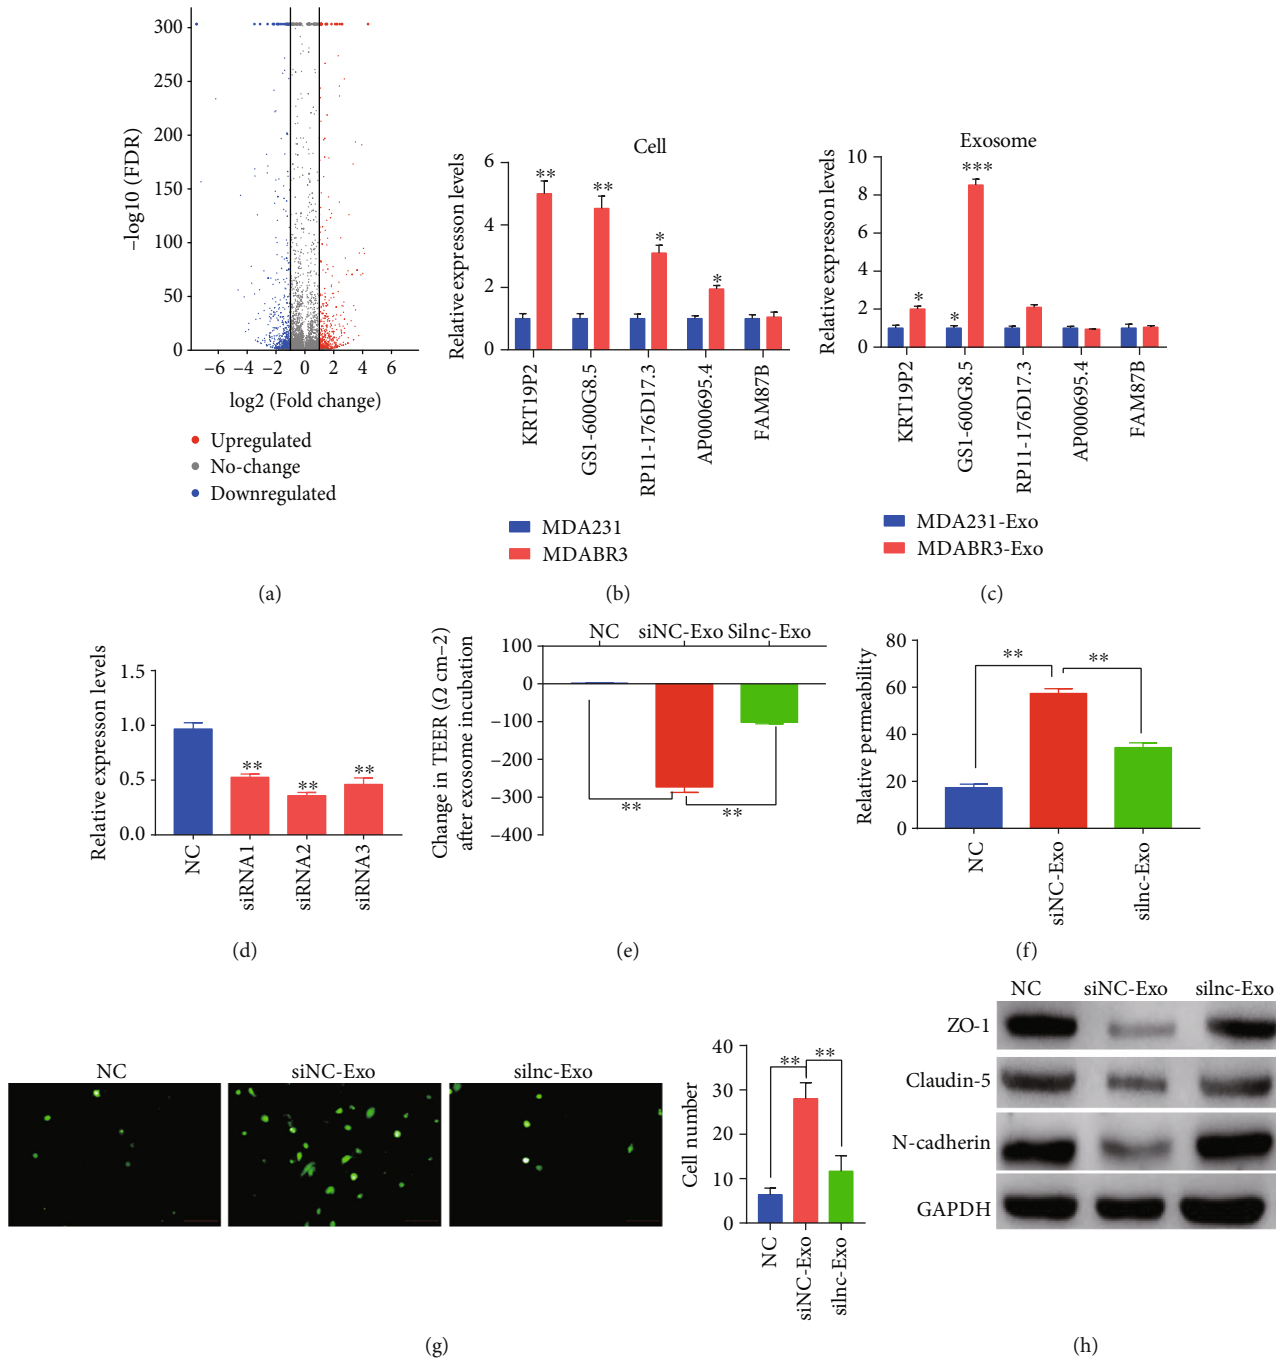 300
250
200
150
100
50
0
−log10 (FDR)
−6 −4 −2 0 2 4 6
log2 (Fold change)
Upregulated
No-change
Downregulated
(a)
Cell
6
4
2
0
Relative expresson levels
** ** * *
KRT19P2
GS1-600G8.5
RP11-176D17.3
AP000695.4
FAM87B
MDA231
MDABR3
(b)
Exosome
10
8
6
4
2
0
Relative expresson levels
* * ***
KRT19P2
GS1-600G8.5
RP11-176D17.3
AP000695.4
FAM87B
MDA231-Exo
MDABR3-Exo
(c)
1.5
1.0
0.5
0.0
Relative expresson levels
** ** **
NC
siRNA1
siRNA2
siRNA3
(d)
NC siNC-Exo Silnc-Exo
100
0
−100
−200
−300
−400
Change in TEER (Ω cm−2)
after exosome incubation
** **
(e)
80
60
40
20
0
Relative permeability
** **
NC
siNC-Exo
silnc-Exo
(f)
NC siNC-Exo silnc-Exo
40
30
20
10
0
Cell number
** **
NC
siNC-Exo
silnc-Exo
(g)
NC siNC-Exo silnc-Exo
ZO-1
Claudin-5
N-cadherin
GAPDH
(h)